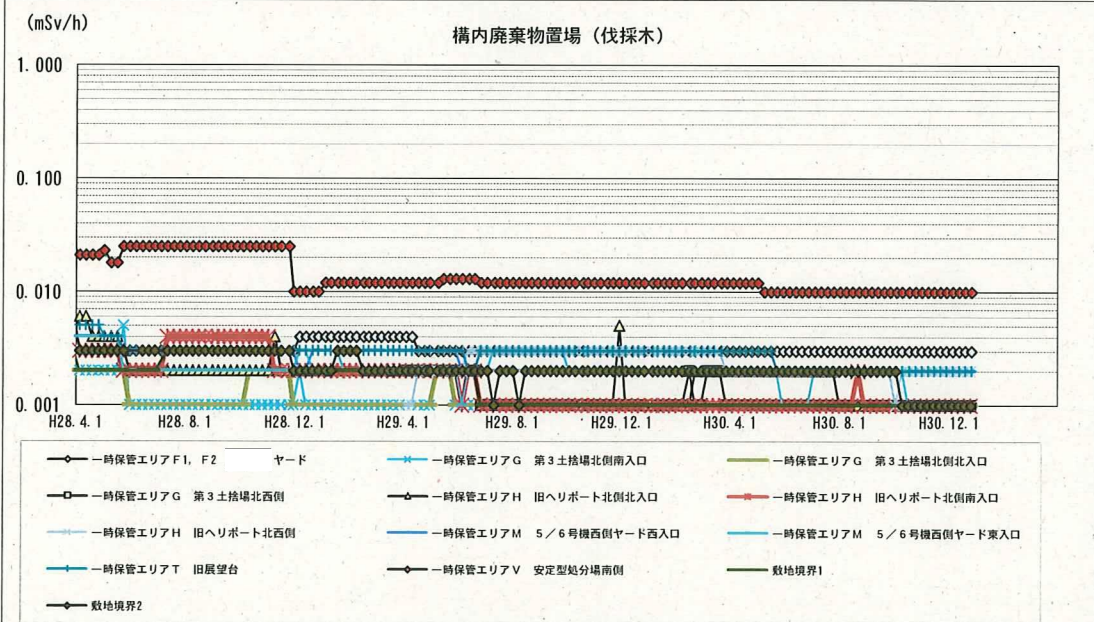 (mSv/h)
構内廃棄物置場（伐採木）
1.000
0.100
0.010
0.001
H28.4.1 H28.8.1 H28.12.1 H29.4.1 H29.8.1 H29.12.1 H30.4.1 H30.8.1 H30.12.1
一時保管エリアＦ1，Ｆ2 ヤード 一時保管エリアＧ　第３土捨場北側南入口 一時保管エリアＧ　第３土捨場北側北入口
一時保管エリアＧ　第３土捨場北西側 一時保管エリアＨ　旧ヘリポート北側北入口 一時保管エリアＨ　旧ヘリポート北側南入口
一時保管エリアＨ　旧ヘリポート北西側 一時保管エリアＭ　５／６号機西側ヤード西入口 一時保管エリアＭ　５／６号機西側ヤード東入口
一時保管エリアＴ　旧展望台 一時保管エリアＶ　安定型処分場南側 敷地境界1
敷地境界2